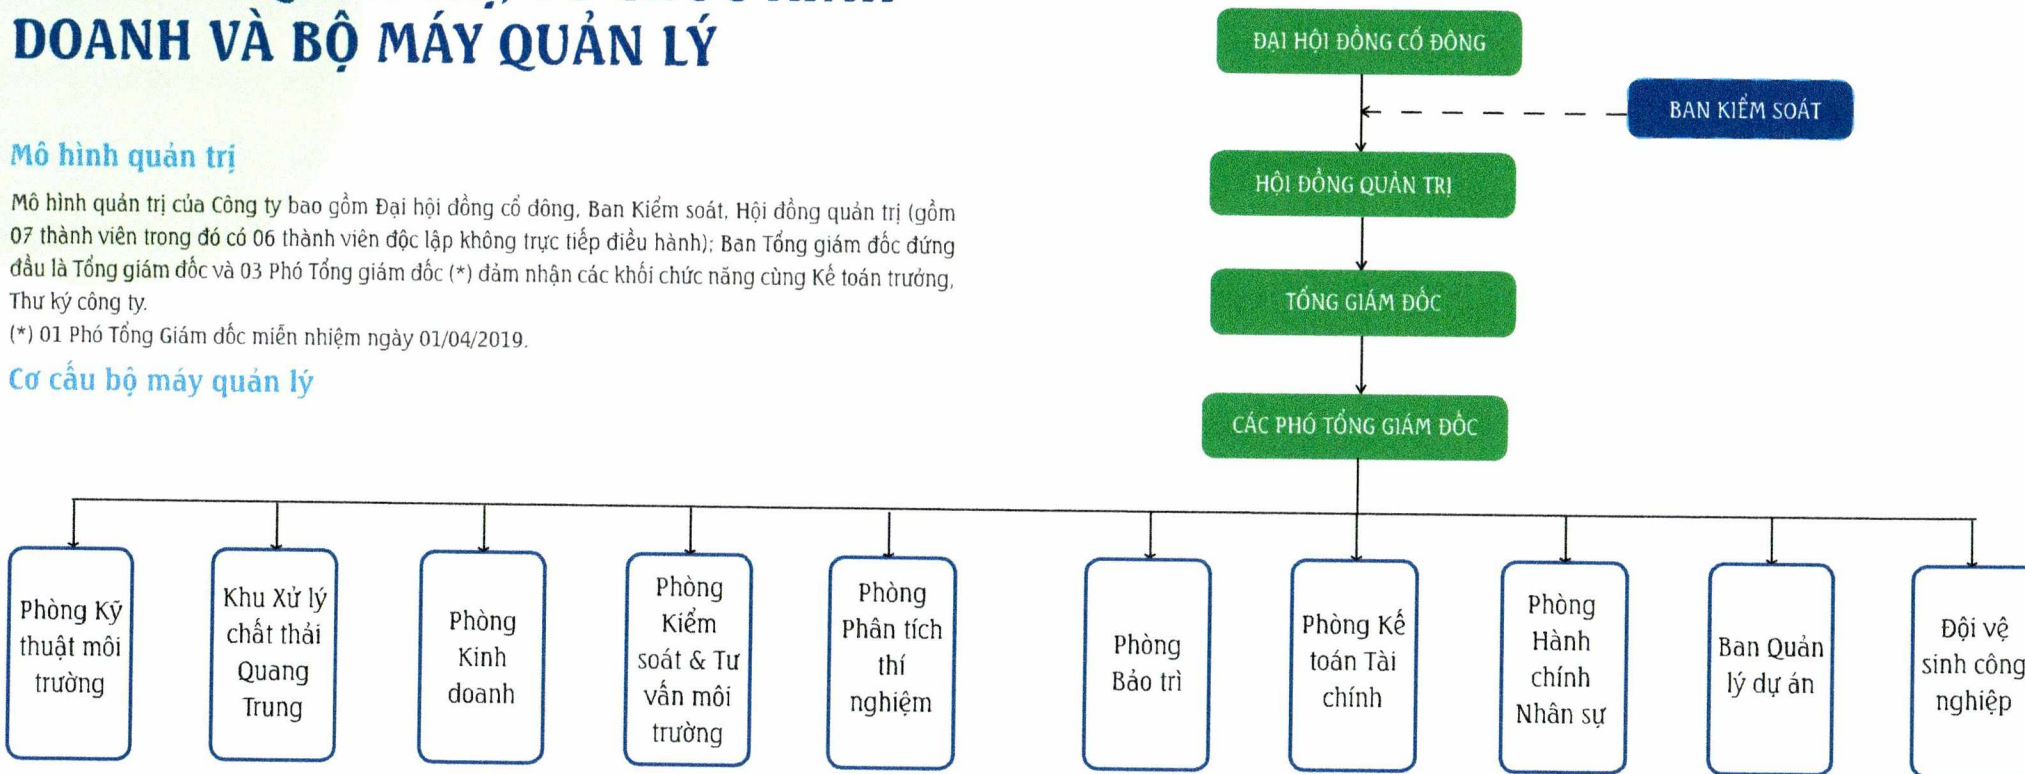 DOANH VÀ BỘ MÁY QUẢN LÝ
Mô hình quản trị
Mô hình quản trị của Công ty bao gồm Đại hội đồng cổ đông, Ban Kiểm soát, Hội đồng quản trị (gồm
07 thành viên trong đó có 06 thành viên độc lập không trực tiếp điều hành); Ban Tổng giám đốc đứng
đầu là Tổng giám đốc và 03 Phó Tổng giám đốc (*) đảm nhận các khối chức năng cùng Kế toán trưởng,
Thư ký công ty.
(*) 01 Phó Tổng Giám đốc miễn nhiệm ngày 01/04/2019.
Cơ cấu bộ máy quản lý
ĐẠI HỘI ĐỒNG CỔ ĐÔNG
BAN KIỂM SOÁT
HỘI ĐỒNG QUẢN TRỊ
TỔNG GIÁM ĐỐC
CÁC PHÓ TỔNG GIÁM ĐỐC
Phòng Kỹ
thuật môi
trường
Khu Xử lý
chất thải
Quang
Trung
Phòng
Kinh
doanh
Phòng
Kiểm
soát & Tư
vấn môi
trường
Phòng
Phân tích
thí
nghiệm
Phòng
Bảo trì
Phòng Kế
toán Tài
chính
Phòng
Hành
chính
Nhân sự
Ban Quản
lý dự án
Đội vệ
sinh công
nghiệp